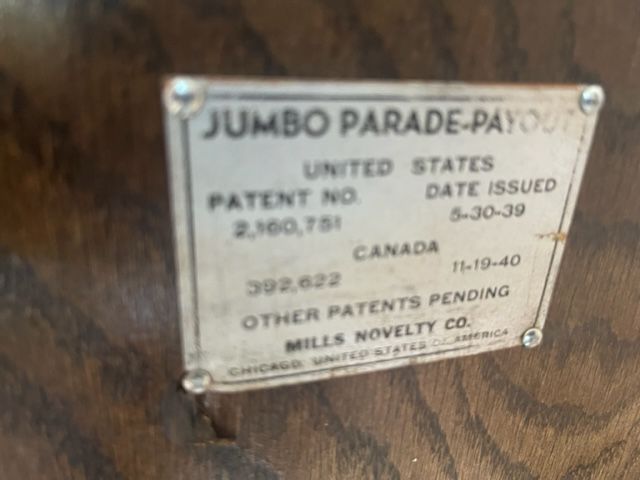 JUMBO PARADE-PAYOUT
UNITED STATES
PATENT NO. DATE ISSUED
2,160,751 5-30-39
CANADA
392,622 11-19-40
OTHER PATENTS PENDING
MILLS NOVELTY CO.
CHICAGO, UNITED STATES OF AMERICA